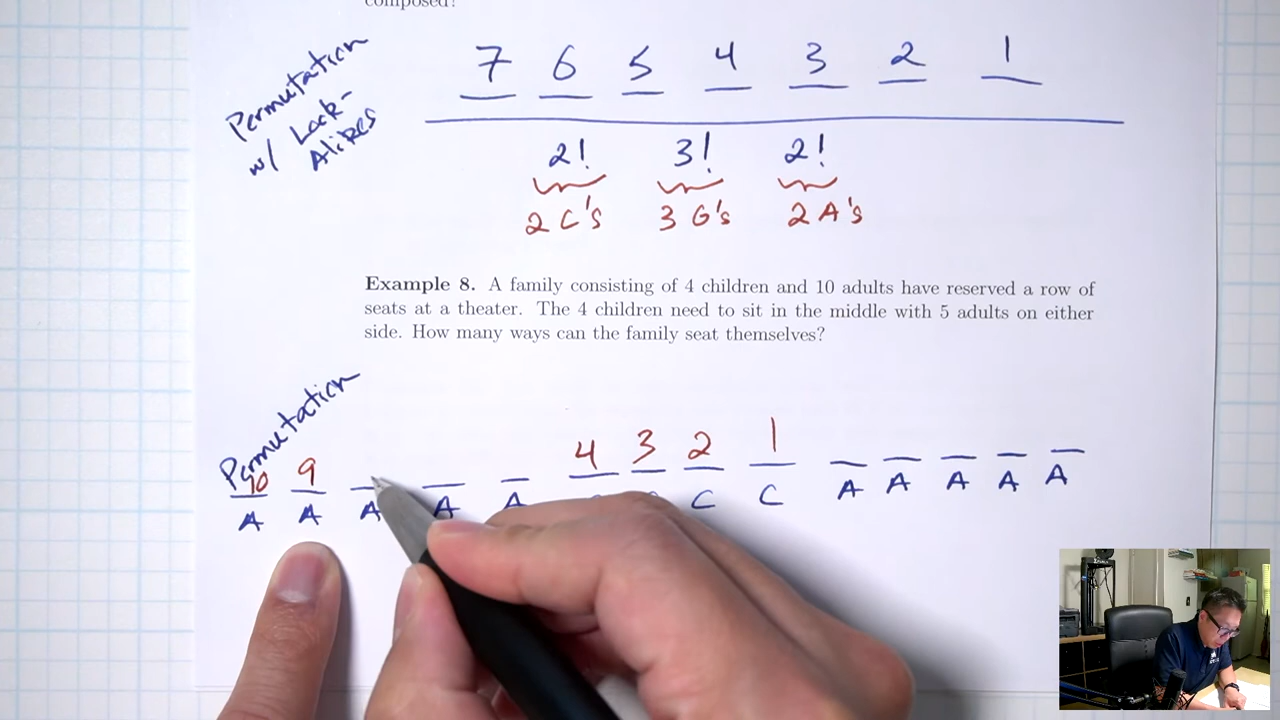 composed?
Permutation
w/ Look-
Alikes
7 6 5 4 3 2 1
2! 3! 2!
2 C's 3 G's 2 A's
Example 8. A family consisting of 4 children and 10 adults have reserved a row of
seats at a theater. The 4 children need to sit in the middle with 5 adults on either
side. How many ways can the family seat themselves?
Permutation
10 9 4 3 2 1
A A A A A C C A A A A A